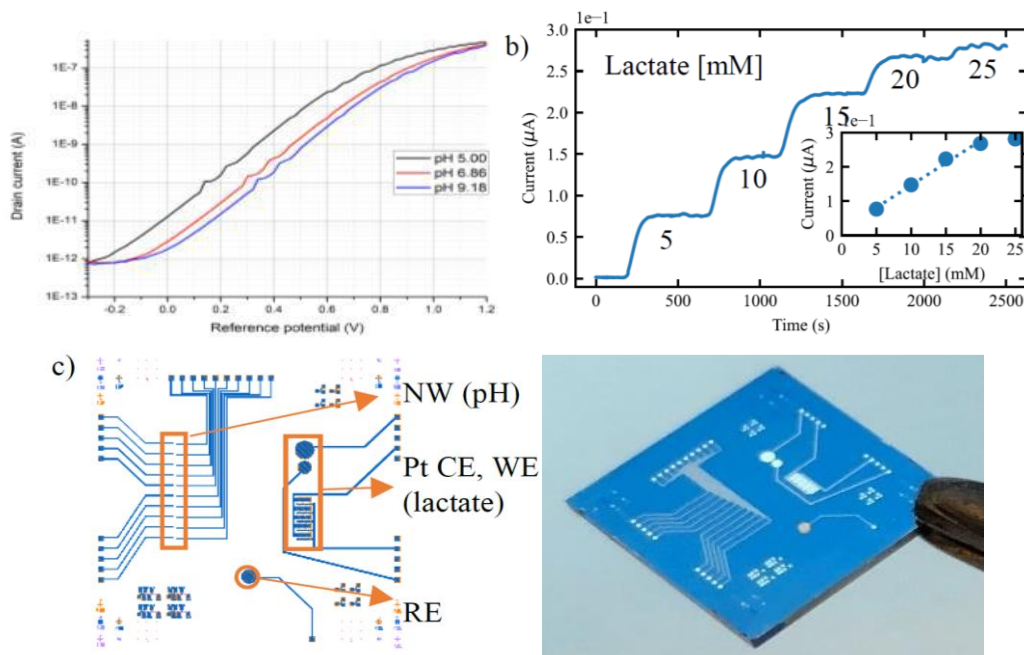 1E-7
1E-8
1E-9
1E-10
1E-11
1E-12
1E-13
Drain current (A)
-0.2
0.0
0.2
0.4
0.6
0.8
1.0
1.2
Reference potential (V)
pH 5.00
pH 6.86
pH 9.18
b)
1e−1
3.0
2.5
2.0
1.5
1.0
0.5
0.0
Current (μA)
Lactate [mM]
5
10
15
20
25
0
500
1000
1500
2000
2500
Time (s)
1e−1
3
2
1
0
Current (μA)
0
5
10
15
20
25
[Lactate] (mM)
c)
NW (pH)
Pt CE, WE
(lactate)
RE